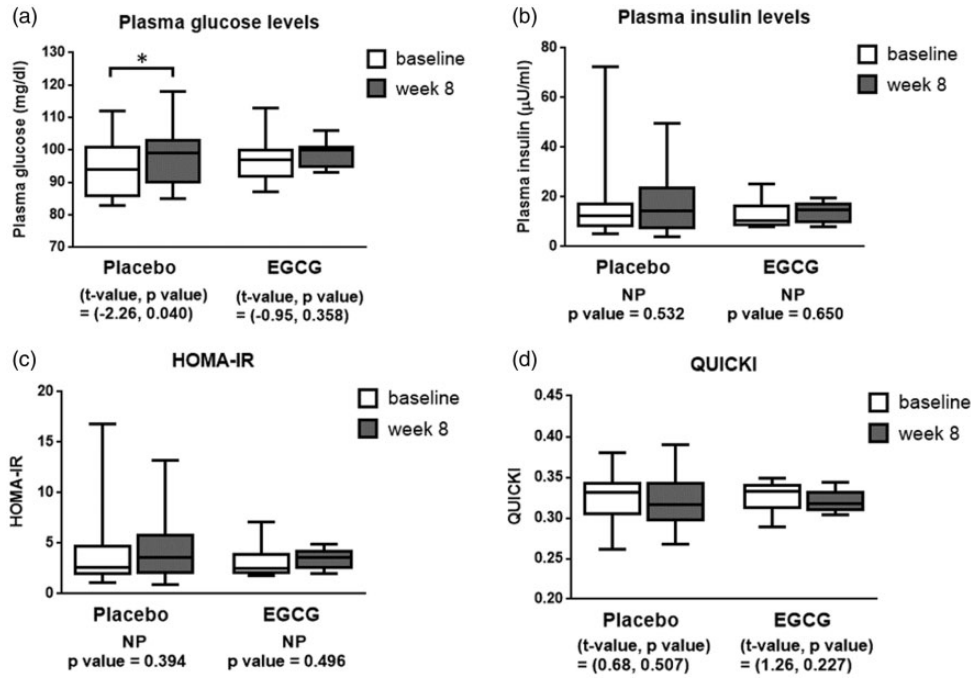 (a)
Plasma glucose levels
Plasma glucose (mg/dl)
130
120
110
100
90
80
70
*
baseline
week 8
Placebo
EGCG
(t-value, p value)
= (-2.26, 0.040)
(t-value, p value)
= (-0.95, 0.358)
(b)
Plasma insulin levels
Plasma insulin (μU/ml)
80
60
40
20
0
baseline
week 8
Placebo
EGCG
NP
p value = 0.532
NP
p value = 0.650
(c)
HOMA-IR
HOMA-IR
20
15
10
5
0
baseline
week 8
Placebo
EGCG
NP
p value = 0.394
NP
p value = 0.496
(d)
QUICKI
QUICKI
0.45
0.40
0.35
0.30
0.25
0.20
baseline
week 8
Placebo
EGCG
(t-value, p value)
= (0.68, 0.507)
(t-value, p value)
= (1.26, 0.227)